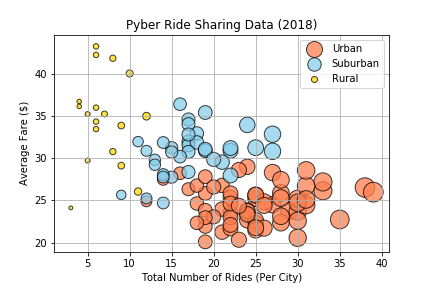 Pyber Ride Sharing Data (2018)
Urban
Suburban
Rural
Average Fare ($)
40
35
30
25
20
5
10
15
20
25
30
35
40
Total Number of Rides (Per City)